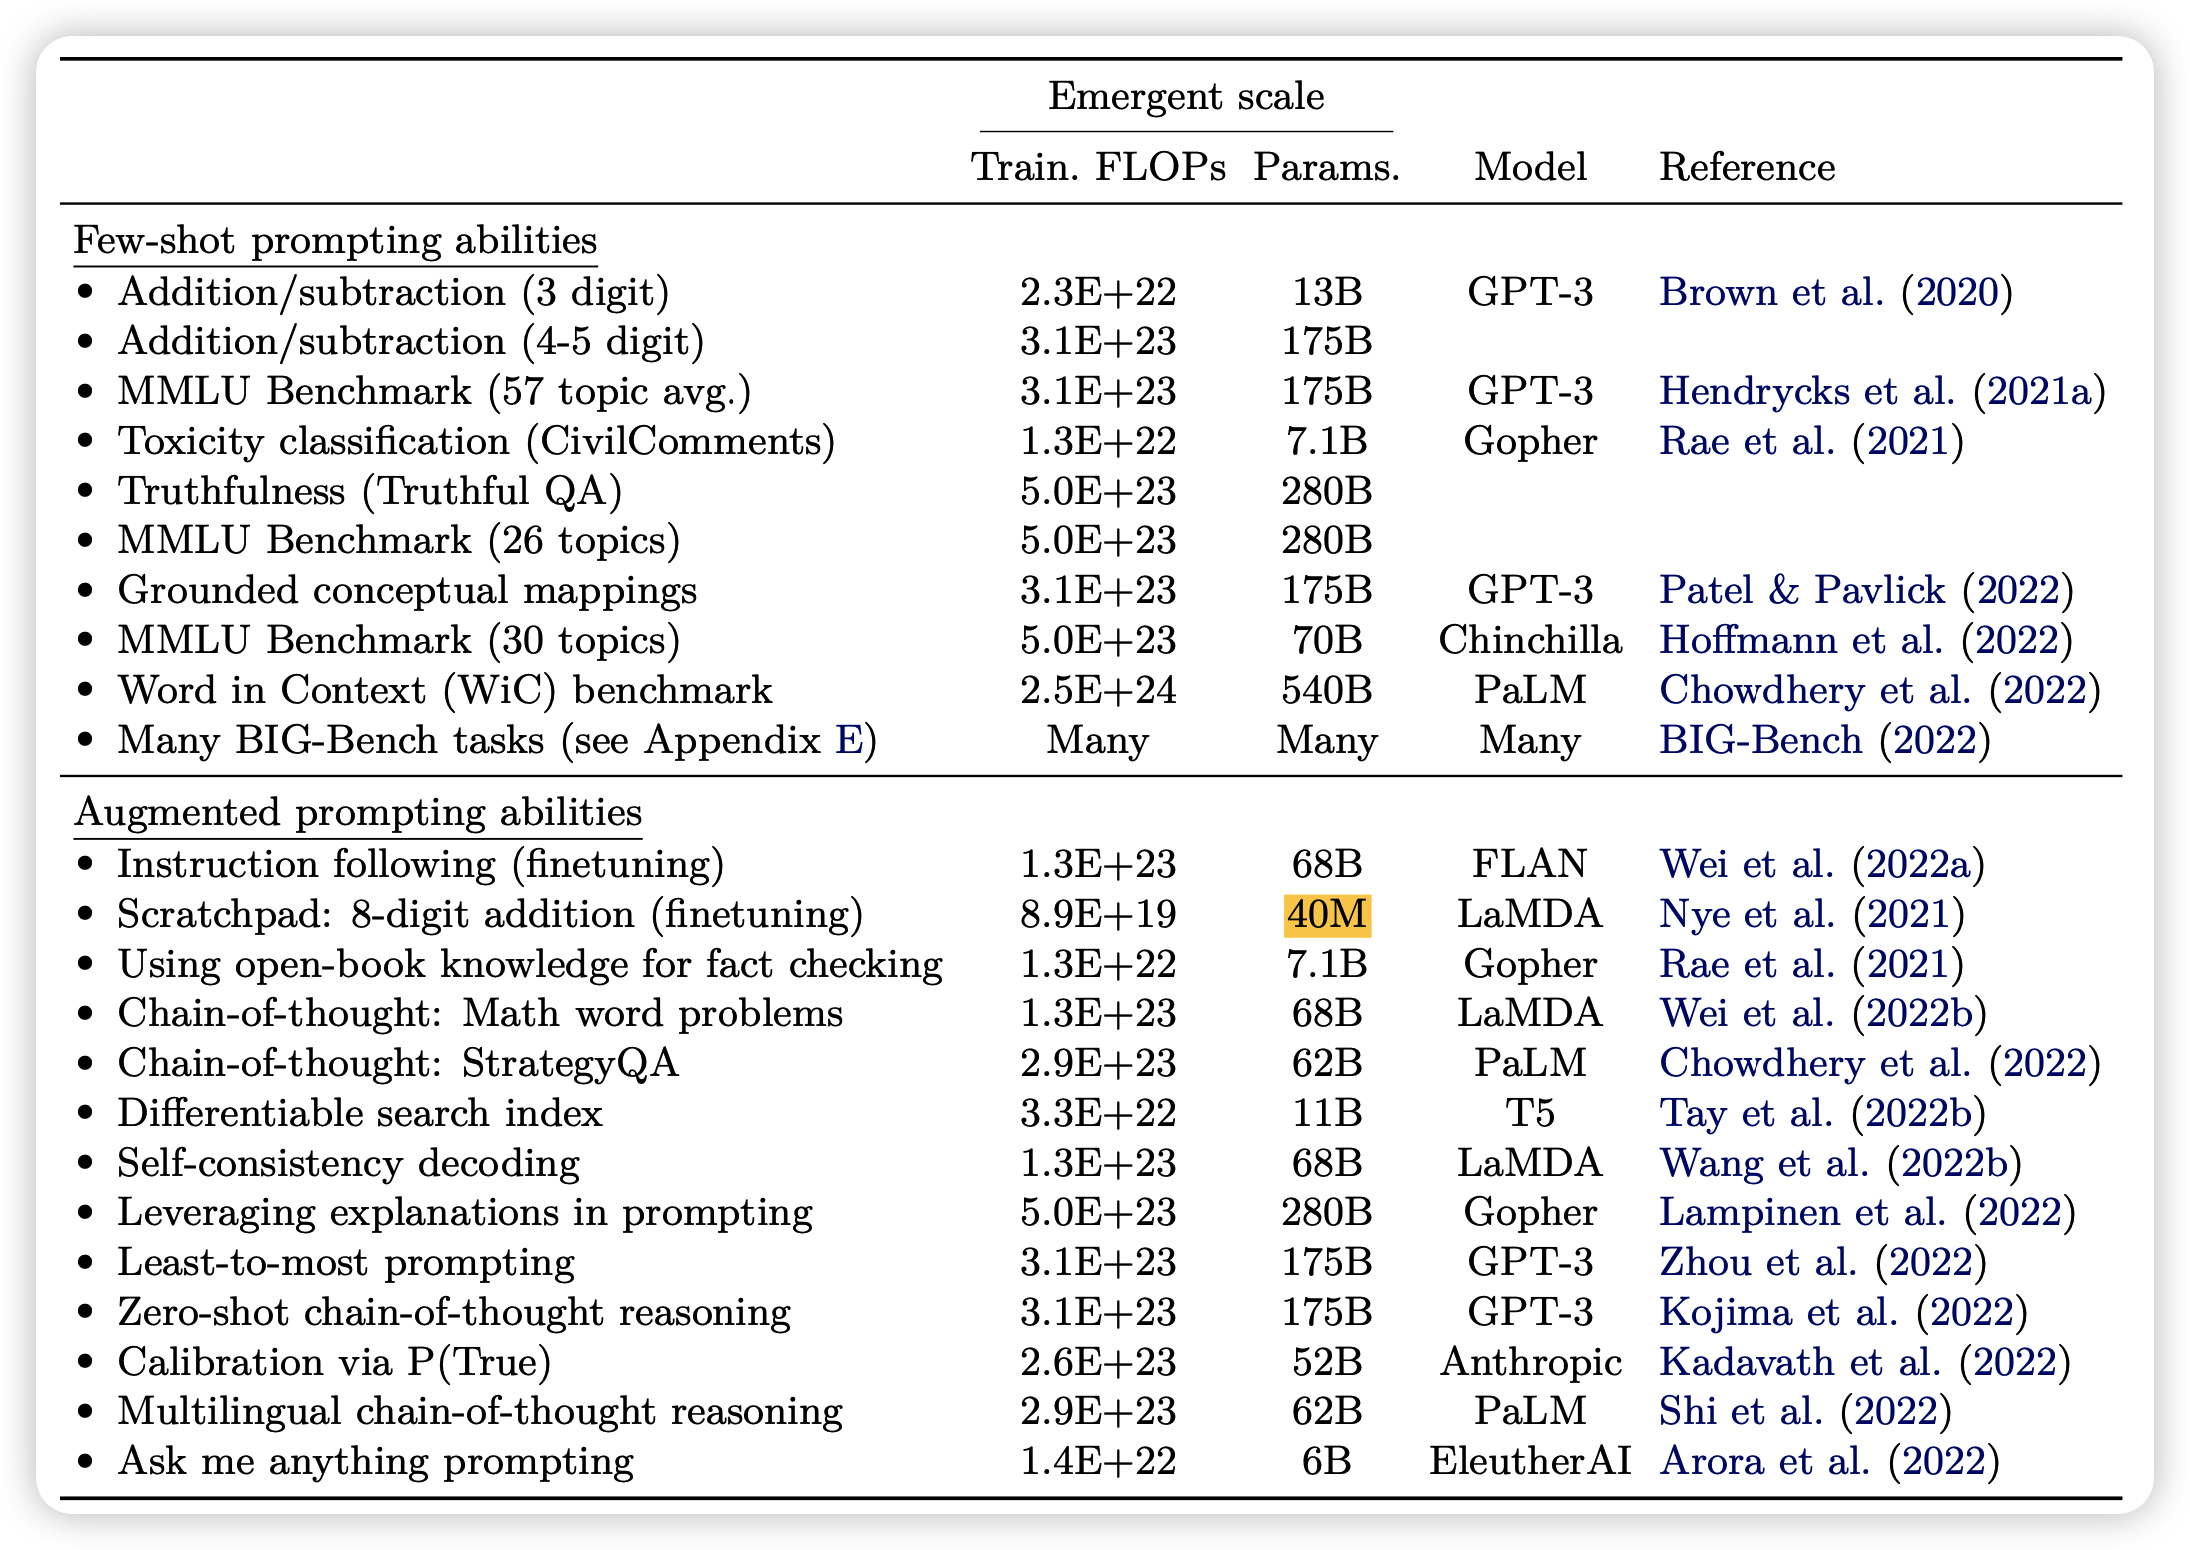 Emergent scale
Train. FLOPs Params. Model Reference
Few-shot prompting abilities
• Addition/subtraction (3 digit) 2.3E+22 13B GPT-3 Brown et al. (2020)
• Addition/subtraction (4-5 digit) 3.1E+23 175B
• MMLU Benchmark (57 topic avg.) 3.1E+23 175B GPT-3 Hendrycks et al. (2021a)
• Toxicity classification (CivilComments) 1.3E+22 7.1B Gopher Rae et al. (2021)
• Truthfulness (Truthful QA) 5.0E+23 280B
• MMLU Benchmark (26 topics) 5.0E+23 280B
• Grounded conceptual mappings 3.1E+23 175B GPT-3 Patel & Pavlick (2022)
• MMLU Benchmark (30 topics) 5.0E+23 70B Chinchilla Hoffmann et al. (2022)
• Word in Context (WiC) benchmark 2.5E+24 540B PaLM Chowdhery et al. (2022)
• Many BIG-Bench tasks (see Appendix E) Many Many Many BIG-Bench (2022)
Augmented prompting abilities
• Instruction following (finetuning) 1.3E+23 68B FLAN Wei et al. (2022a)
• Scratchpad: 8-digit addition (finetuning) 8.9E+19 40M LaMDA Nye et al. (2021)
• Using open-book knowledge for fact checking 1.3E+22 7.1B Gopher Rae et al. (2021)
• Chain-of-thought: Math word problems 1.3E+23 68B LaMDA Wei et al. (2022b)
• Chain-of-thought: StrategyQA 2.9E+23 62B PaLM Chowdhery et al. (2022)
• Differentiable search index 3.3E+22 11B T5 Tay et al. (2022b)
• Self-consistency decoding 1.3E+23 68B LaMDA Wang et al. (2022b)
• Leveraging explanations in prompting 5.0E+23 280B Gopher Lampinen et al. (2022)
• Least-to-most prompting 3.1E+23 175B GPT-3 Zhou et al. (2022)
• Zero-shot chain-of-thought reasoning 3.1E+23 175B GPT-3 Kojima et al. (2022)
• Calibration via P(True) 2.6E+23 52B Anthropic Kadavath et al. (2022)
• Multilingual chain-of-thought reasoning 2.9E+23 62B PaLM Shi et al. (2022)
• Ask me anything prompting 1.4E+22 6B EleutherAI Arora et al. (2022)